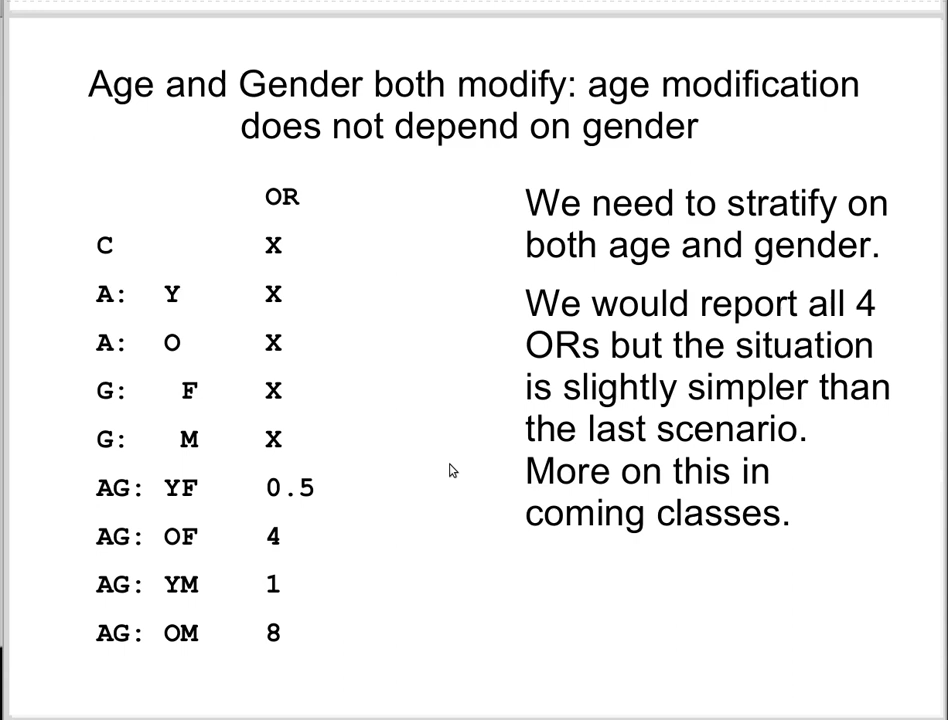 Age and Gender both modify: age modification
does not depend on gender
OR
C X
A: Y X
A: O X
G: F X
G: M X
AG: YF 0.5
AG: OF 4
AG: YM 1
AG: OM 8
We need to stratify on
both age and gender.
We would report all 4
ORs but the situation
is slightly simpler than
the last scenario.
More on this in
coming classes.